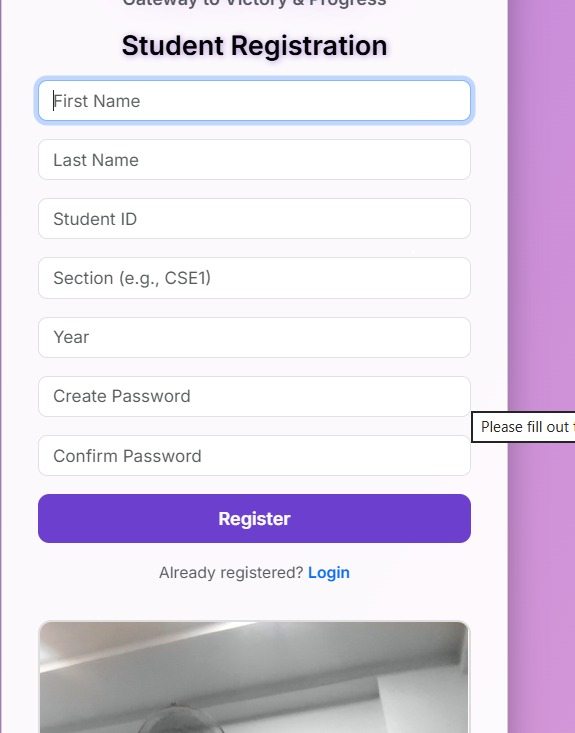 Gateway to Victory & Progress
Student Registration
First Name
Last Name
Student ID
Section (e.g., CSE1)
Year
Create Password
Please fill out
Confirm Password
Register
Already registered? Login